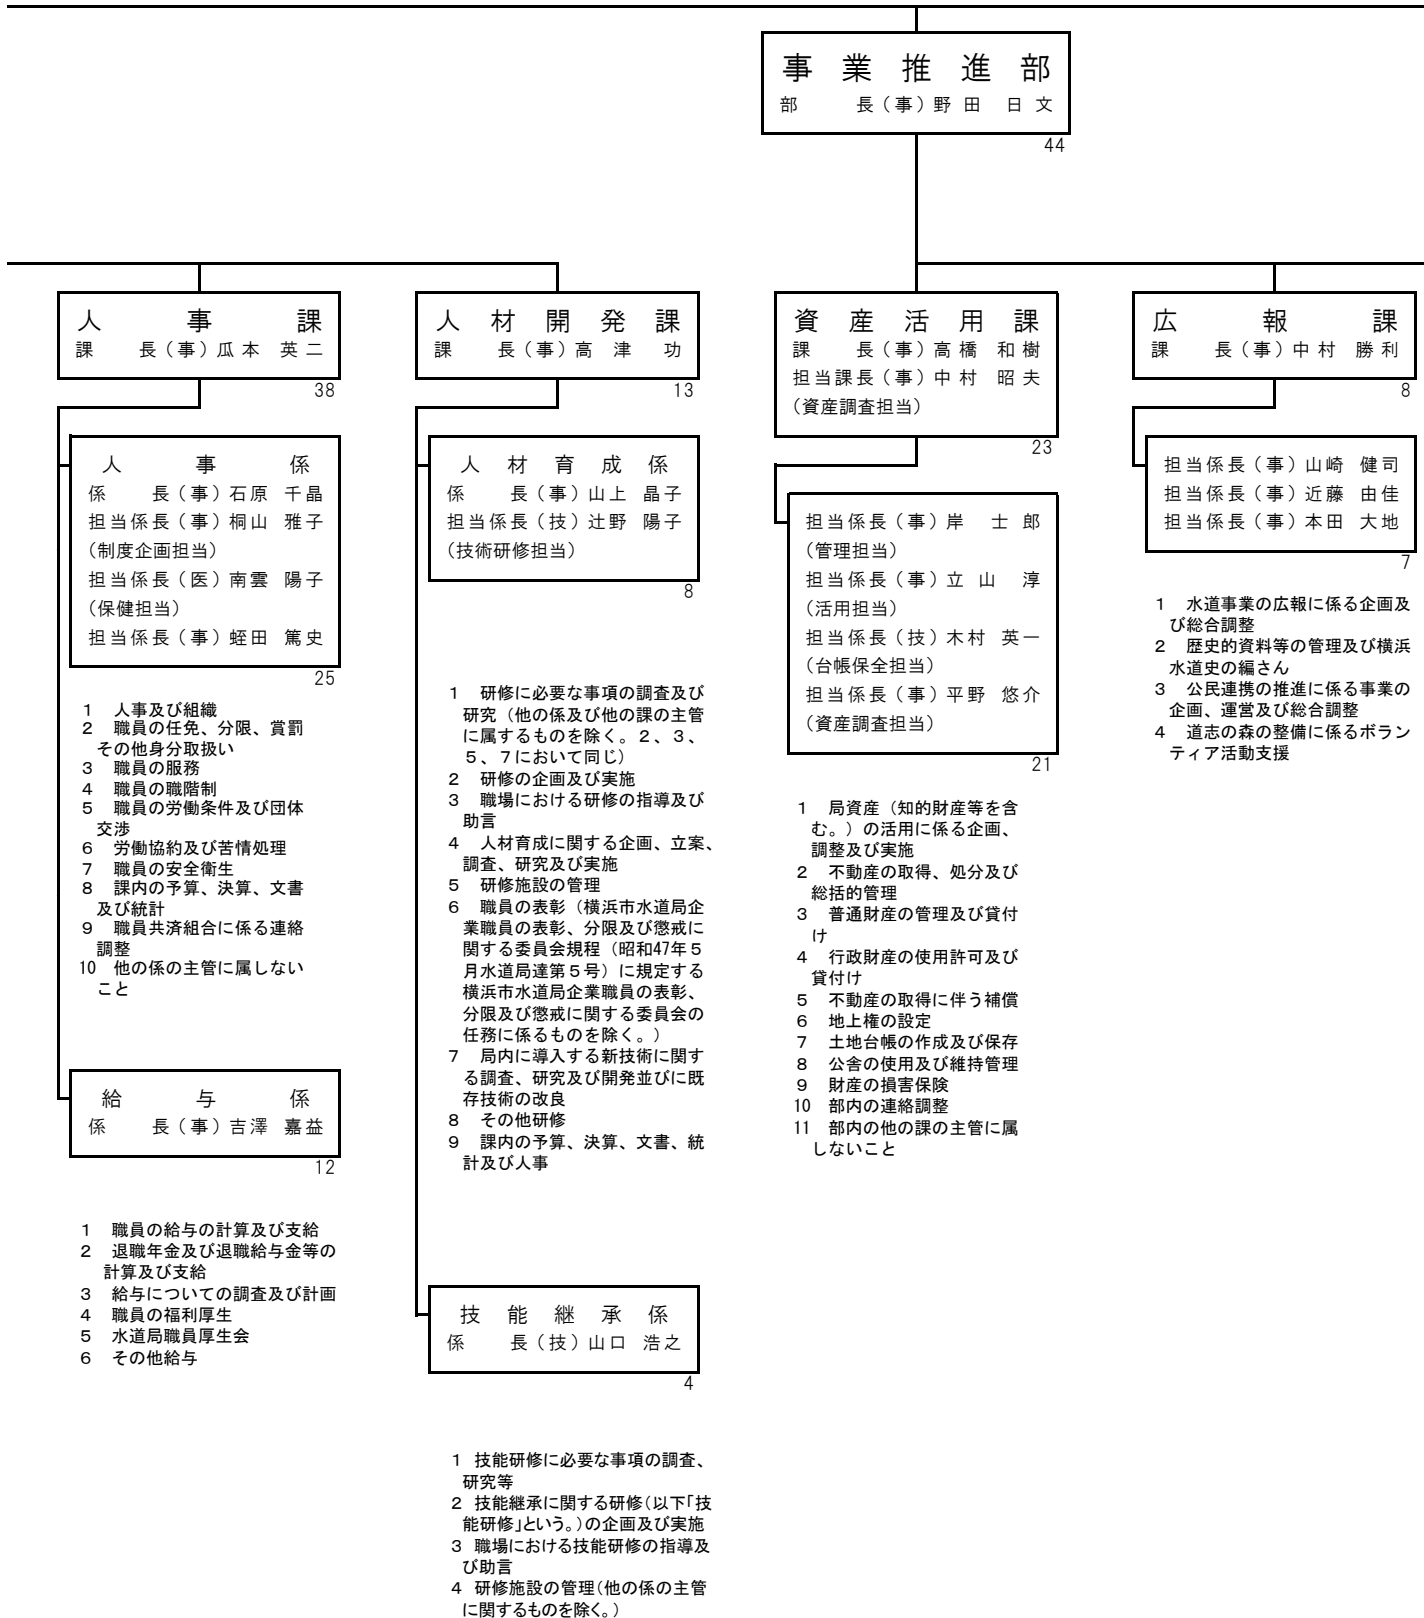 事業推進部
部　　長（事）野田　日文
44
人事課
課　　長（事）瓜本　英二
38
人事係
係　　長（事）石原　千晶
担当係長（事）桐山　雅子
（制度企画担当）
担当係長（医）南雲　陽子
（保健担当）
担当係長（事）蛭田　篤史
25
1　人事及び組織
2　職員の任免、分限、賞罰
その他身分取扱い
3　職員の服務
4　職員の職階制
5　職員の労働条件及び団体
交渉
6　労働協約及び苦情処理
7　職員の安全衛生
8　課内の予算、決算、文書
及び統計
9　職員共済組合に係る連絡
調整
10　他の係の主管に属しない
こと
給与係
係　　長（事）吉澤　嘉益
12
1　職員の給与の計算及び支給
2　退職年金及び退職給与金等の
計算及び支給
3　給与についての調査及び計画
4　職員の福利厚生
5　水道局職員厚生会
6　その他給与
人材開発課
課　　長（事）高津　功
13
人材育成係
係　　長（事）山上　晶子
担当係長（技）辻野　陽子
（技術研修担当）
8
1　研修に必要な事項の調査及び
研究（他の係及び他の課の主管
に属するものを除く。２、３、
５、７において同じ）
2　研修の企画及び実施
3　職場における研修の指導及び
助言
4　人材育成に関する企画、立案、
調査、研究及び実施
5　研修施設の管理
6　職員の表彰（横浜市水道局企
業職員の表彰、分限及び懲戒に
関する委員会規程（昭和47年５
月水道局達第５号）に規定する
横浜市水道局企業職員の表彰、
分限及び懲戒に関する委員会の
任務に係るものを除く。）
7　局内に導入する新技術に関す
る調査、研究及び開発並びに既
存技術の改良
8　その他研修
9　課内の予算、決算、文書、統
計及び人事
技能継承係
係　　長（技）山口　浩之
4
1　技能研修に必要な事項の調査、
研究等
2　技能継承に関する研修（以下「技
能研修」という。）の企画及び実施
3　職場における技能研修の指導及
び助言
4　研修施設の管理（他の係の主管
に関するものを除く。）
資産活用課
課　　長（事）高橋　和樹
担当課長（事）中村　昭夫
（資産調査担当）
23
担当係長（事）岸　士郎
（管理担当）
担当係長（事）立山　淳
（活用担当）
担当係長（技）木村　英一
（台帳保全担当）
担当係長（事）平野　悠介
（資産調査担当）
21
1　局資産（知的財産等を含
む。）の活用に係る企画、
調整及び実施
2　不動産の取得、処分及び
総括的管理
3　普通財産の管理及び貸付
け
4　行政財産の使用許可及び
貸付け
5　不動産の取得に伴う補償
6　地上権の設定
7　土地台帳の作成及び保存
8　公舎の使用及び維持管理
9　財産の損害保険
10　部内の連絡調整
11　部内の他の課の主管に属
しないこと
広報課
課　　長（事）中村　勝利
8
担当係長（事）山崎　健司
担当係長（事）近藤　由佳
担当係長（事）本田　大地
7
1　水道事業の広報に係る企画及
び総合調整
2　歴史的資料等の管理及び横浜
水道史の編さん
3　公民連携の推進に係る事業の
企画、運営及び総合調整
4　道志の森の整備に係るボラン
ティア活動支援